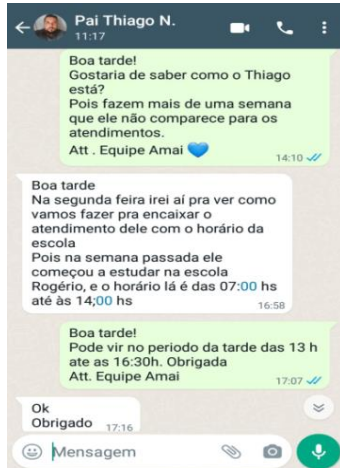 Pai Thiago N.
11:17
Boa tarde!
Gostaria de saber como o Thiago
está?
Pois fazem mais de uma semana
que ele não comparece para os
atendimentos.
Att . Equipe Amai 💙
14:10
Boa tarde
Na segunda feira irei aí pra ver como
vamos fazer pra encaixar o
atendimento dele com o horário da
escola
Pois na semana passada ele
começou a estudar na escola
Rogério, e o horário lá é das 07:00 hs
até às 14;00 hs
16:58
Boa tarde!
Pode vir no periodo da tarde das 13 h
ate as 16:30h. Obrigada
Att. Equipe Amai
17:07
Ok
Obrigado 17:16
Mensagem